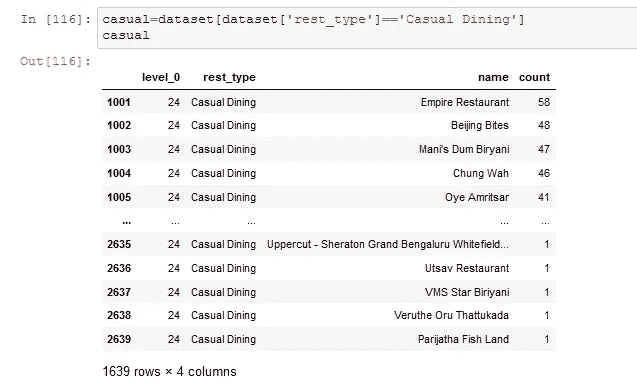 In [116]: casual=dataset[dataset['rest_type']=='Casual Dining']
casual
Out[116]:
level_0 rest_type name count
1001 24 Casual Dining Empire Restaurant 58
1002 24 Casual Dining Beijing Bites 48
1003 24 Casual Dining Mani's Dum Biryani 47
1004 24 Casual Dining Chung Wah 46
1005 24 Casual Dining Oye Amritsar 41
... ... ... ... ...
2635 24 Casual Dining Uppercut - Sheraton Grand Bengaluru Whitefield... 1
2636 24 Casual Dining Utsav Restaurant 1
2637 24 Casual Dining VMS Star Biriyani 1
2638 24 Casual Dining Veruthe Oru Thattukada 1
2639 24 Casual Dining Parijatha Fish Land 1
1639 rows × 4 columns